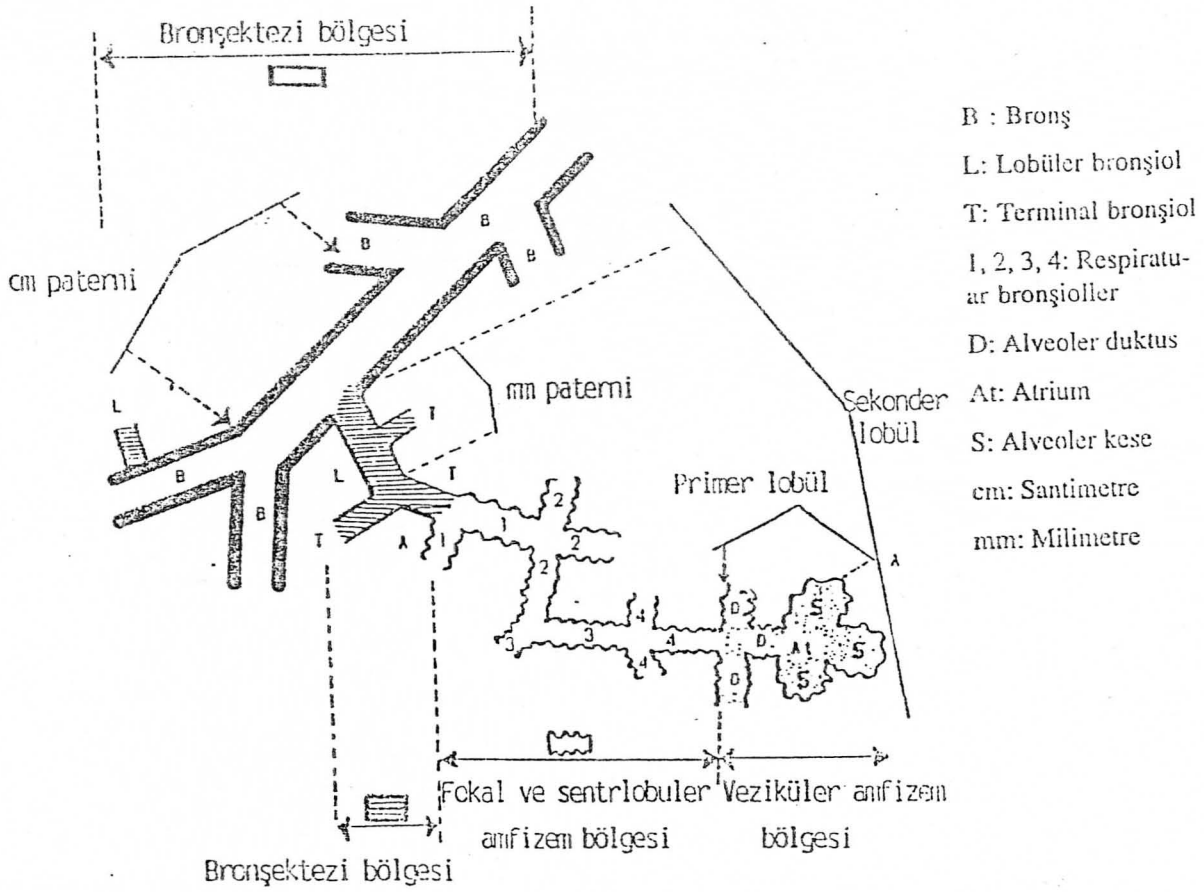 Bronşektezi bölgesi
B : Bronş
L: Lobüler bronşiol
T: Terminal bronşiol
1, 2, 3, 4: Respiratu-
ar bronşioller
D: Alveoler duktus
At: Atrium
S: Alveoler kese
cm: Santimetre
mm: Milimetre
cm paterni
mm paterni
Sekonder
lobül
Primer lobül
B
B
B
L
T
B
L
T
B
T
A
1
1
2
2
2
3
3
4
4
4
D
D
D
At
S
S
S
A
Fokal ve sentrlobuler
amfizem bölgesi
Veziküler amfizem
bölgesi
Bronşektezi bölgesi